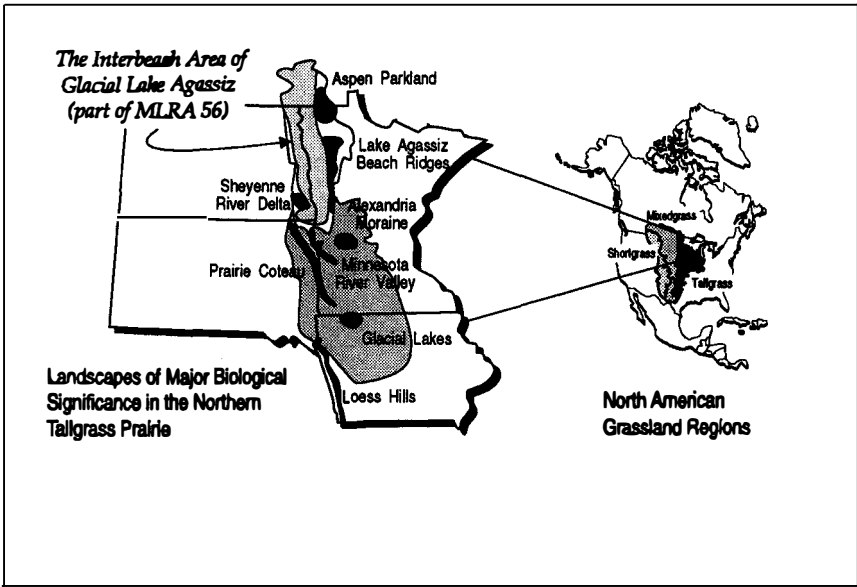 The Interbeach Area of
Glacial Lake Agassiz
(part of MLRA 56)
Aspen Parkland
Lake Agassiz
Beach Ridges
Sheyenne
River Delta
Alexandria
Moraine
Prairie Coteau
Minnesota
River Valley
Glacial Lakes
Loess Hills
Landscapes of Major Biological
Significance in the Northern
Tallgrass Prairie
Mixedgrass
Shortgrass
Tallgrass
North American
Grassland Regions